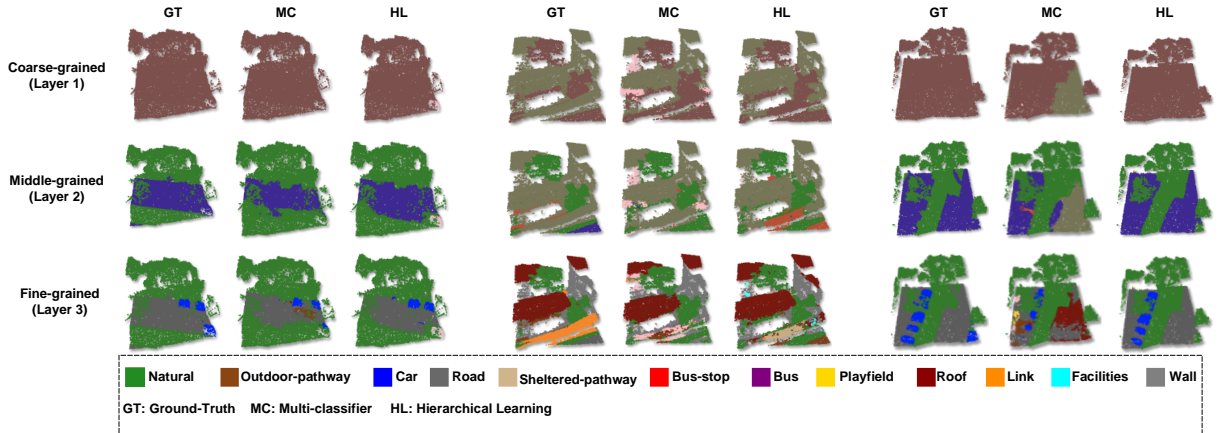 GT MC HL GT MC HL GT MC HL
Coarse-grained
(Layer 1)
Middle-grained
(Layer 2)
Fine-grained
(Layer 3)
Natural Outdoor-pathway Car Road Sheltered-pathway Bus-stop Bus Playfield Roof Link Facilities Wall
GT: Ground-Truth MC: Multi-classifier HL: Hierarchical Learning